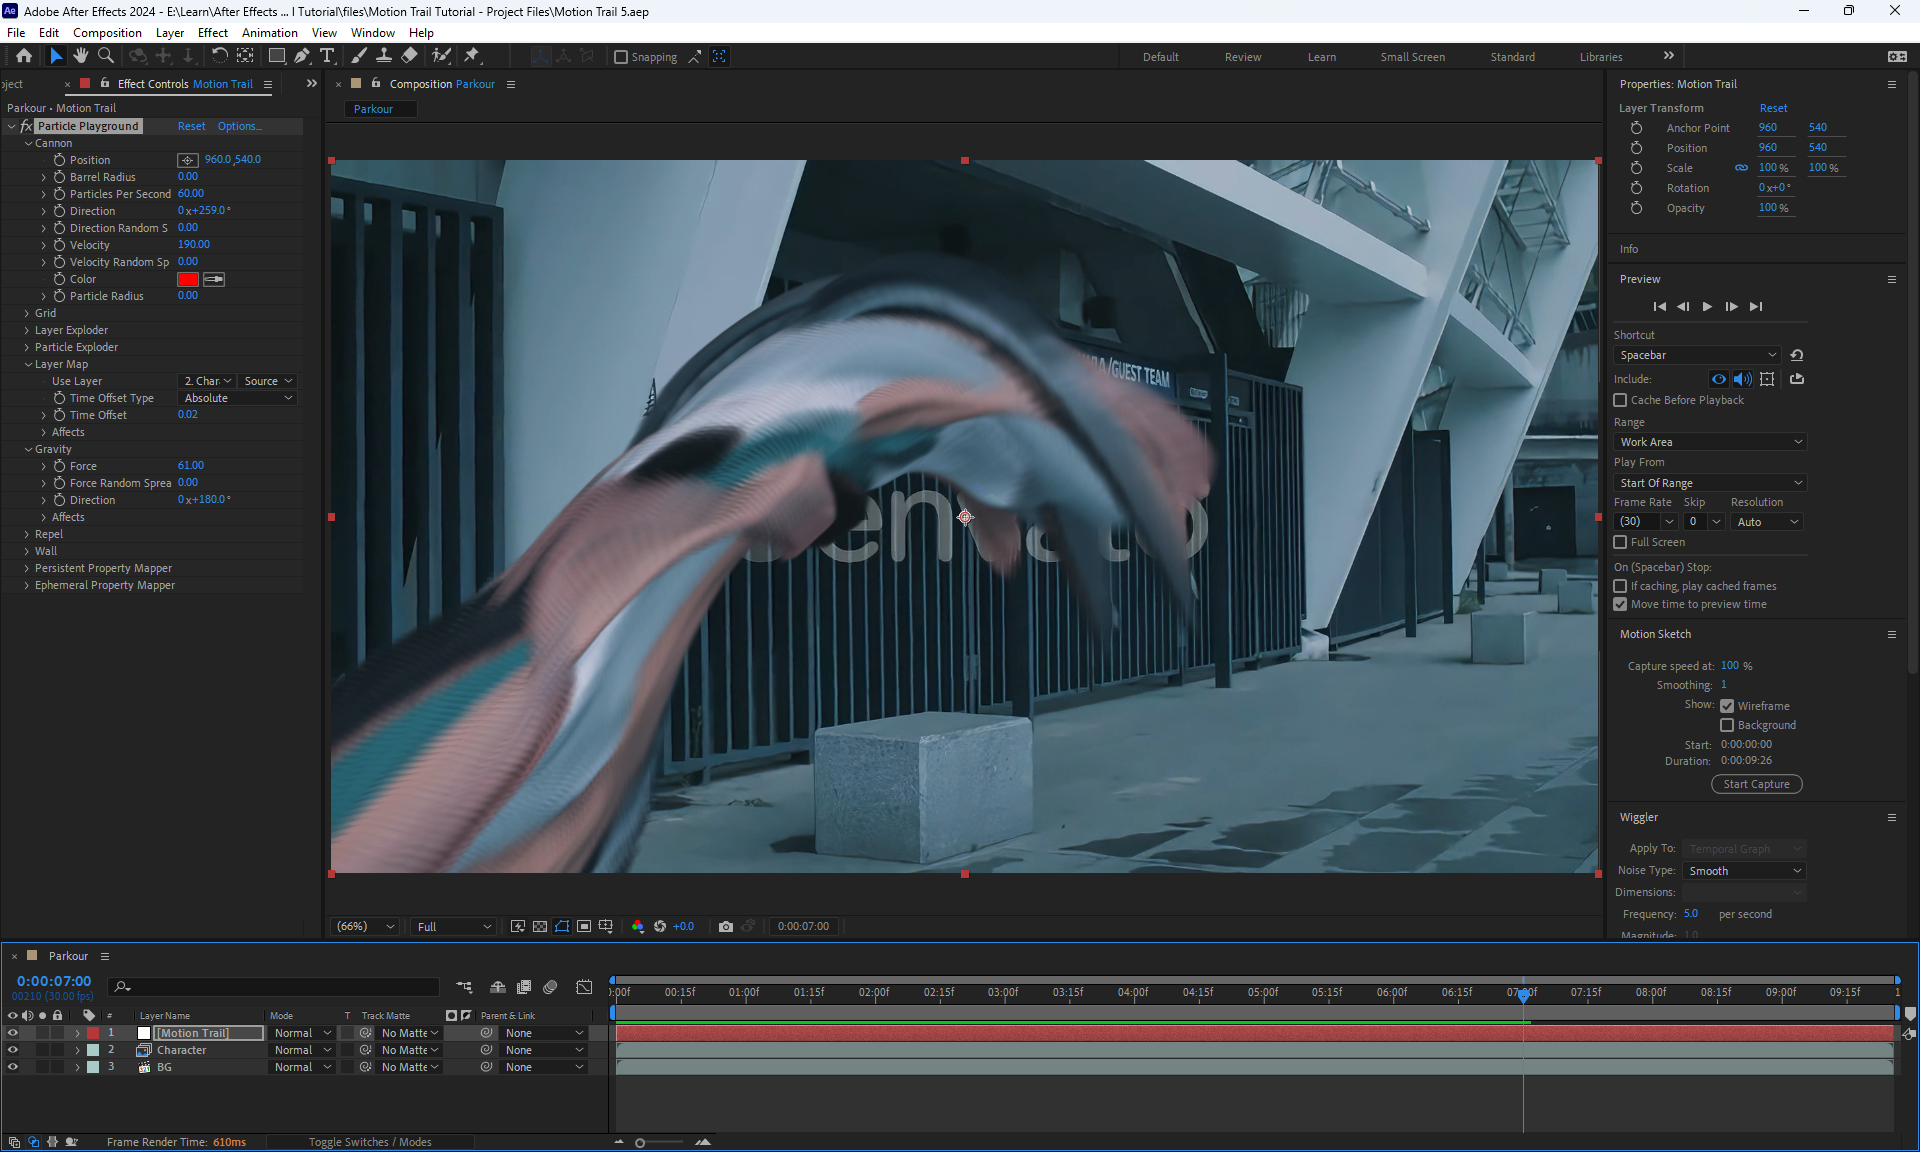 Adobe After Effects 2024 - E:\Learn\After Effects ... l Tutorial\files\Motion Trail Tutorial - Project Files\Motion Trail 5.aep
File Edit Composition Layer Effect Animation View Window Help
Snapping Default Review Learn Small Screen Standard Libraries
oject Effect Controls Motion Trail
Parkour • Motion Trail
fx Particle Playground Reset Options...
Cannon
Position 960.0,540.0
Barrel Radius 0.00
Particles Per Second 60.00
Direction 0x+259.0°
Direction Random S 0.00
Velocity 190.00
Velocity Random Sp 0.00
Color
Particle Radius 0.00
Grid
Layer Exploder
Particle Exploder
Layer Map
Use Layer 2. Char Source
Time Offset Type Absolute
Time Offset 0.02
Affects
Gravity
Force 61.00
Force Random Sprea 0.00
Direction 0x+180.0°
Affects
Repel
Wall
Persistent Property Mapper
Ephemeral Property Mapper
Composition Parkour
Parkour
/GUEST TEAM
envato
(66%) Full +0.0 0:00:07:00
Properties: Motion Trail
Layer Transform Reset
Anchor Point 960 540
Position 960 540
Scale 100 % 100 %
Rotation 0x+0°
Opacity 100 %
Info
Preview
Shortcut
Spacebar
Include:
Cache Before Playback
Range
Work Area
Play From
Start Of Range
Frame Rate Skip Resolution
(30) 0 Auto
Full Screen
On (Spacebar) Stop:
If caching, play cached frames
Move time to preview time
Motion Sketch
Capture speed at: 100 %
Smoothing: 1
Show: Wireframe
Background
Start: 0:00:00:00
Duration: 0:00:09:26
Start Capture
Wiggler
Apply To: Temporal Graph
Noise Type: Smooth
Dimensions:
Frequency: 5.0 per second
Magnitude: 1.0
Parkour
0:00:07:00
00210 (30.00 fps)
:00f 00:15f 01:00f 01:15f 02:00f 02:15f 03:00f 03:15f 04:00f 04:15f 05:00f 05:15f 06:00f 06:15f 07:00f 07:15f 08:00f 08:15f 09:00f 09:15f 1
# Layer Name Mode T Track Matte Parent & Link
1 [Motion Trail] Normal No Matte None
2 Character Normal No Matte None
3 BG Normal No Matte None
Frame Render Time: 610ms Toggle Switches / Modes